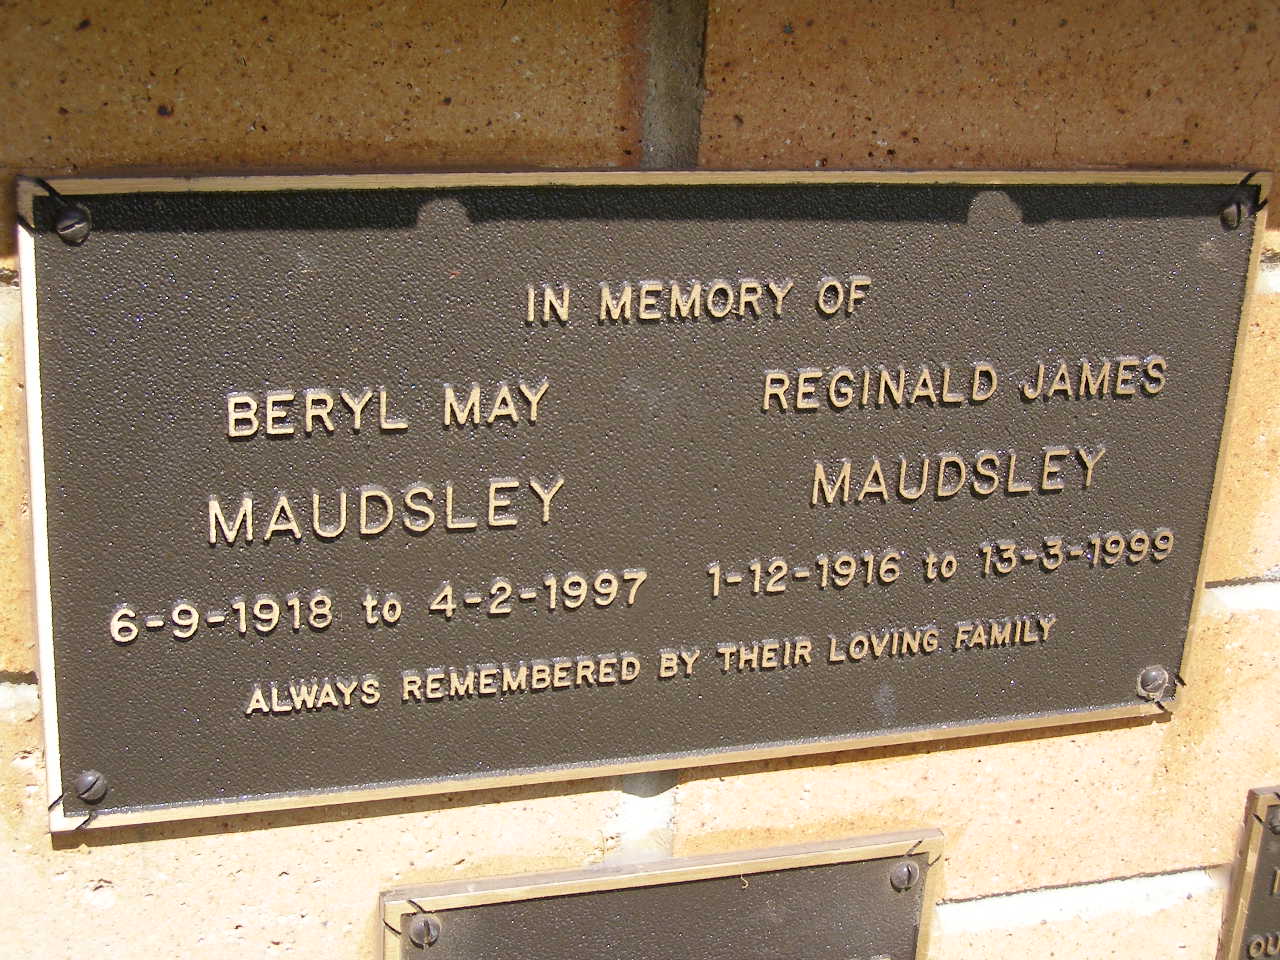 IN MEMORY OF
BERYL MAY
MAUDSLEY
6-9-1918 to 4-2-1997
REGINALD JAMES
MAUDSLEY
1-12-1916 to 13-3-1999
ALWAYS REMEMBERED BY THEIR LOVING FAMILY